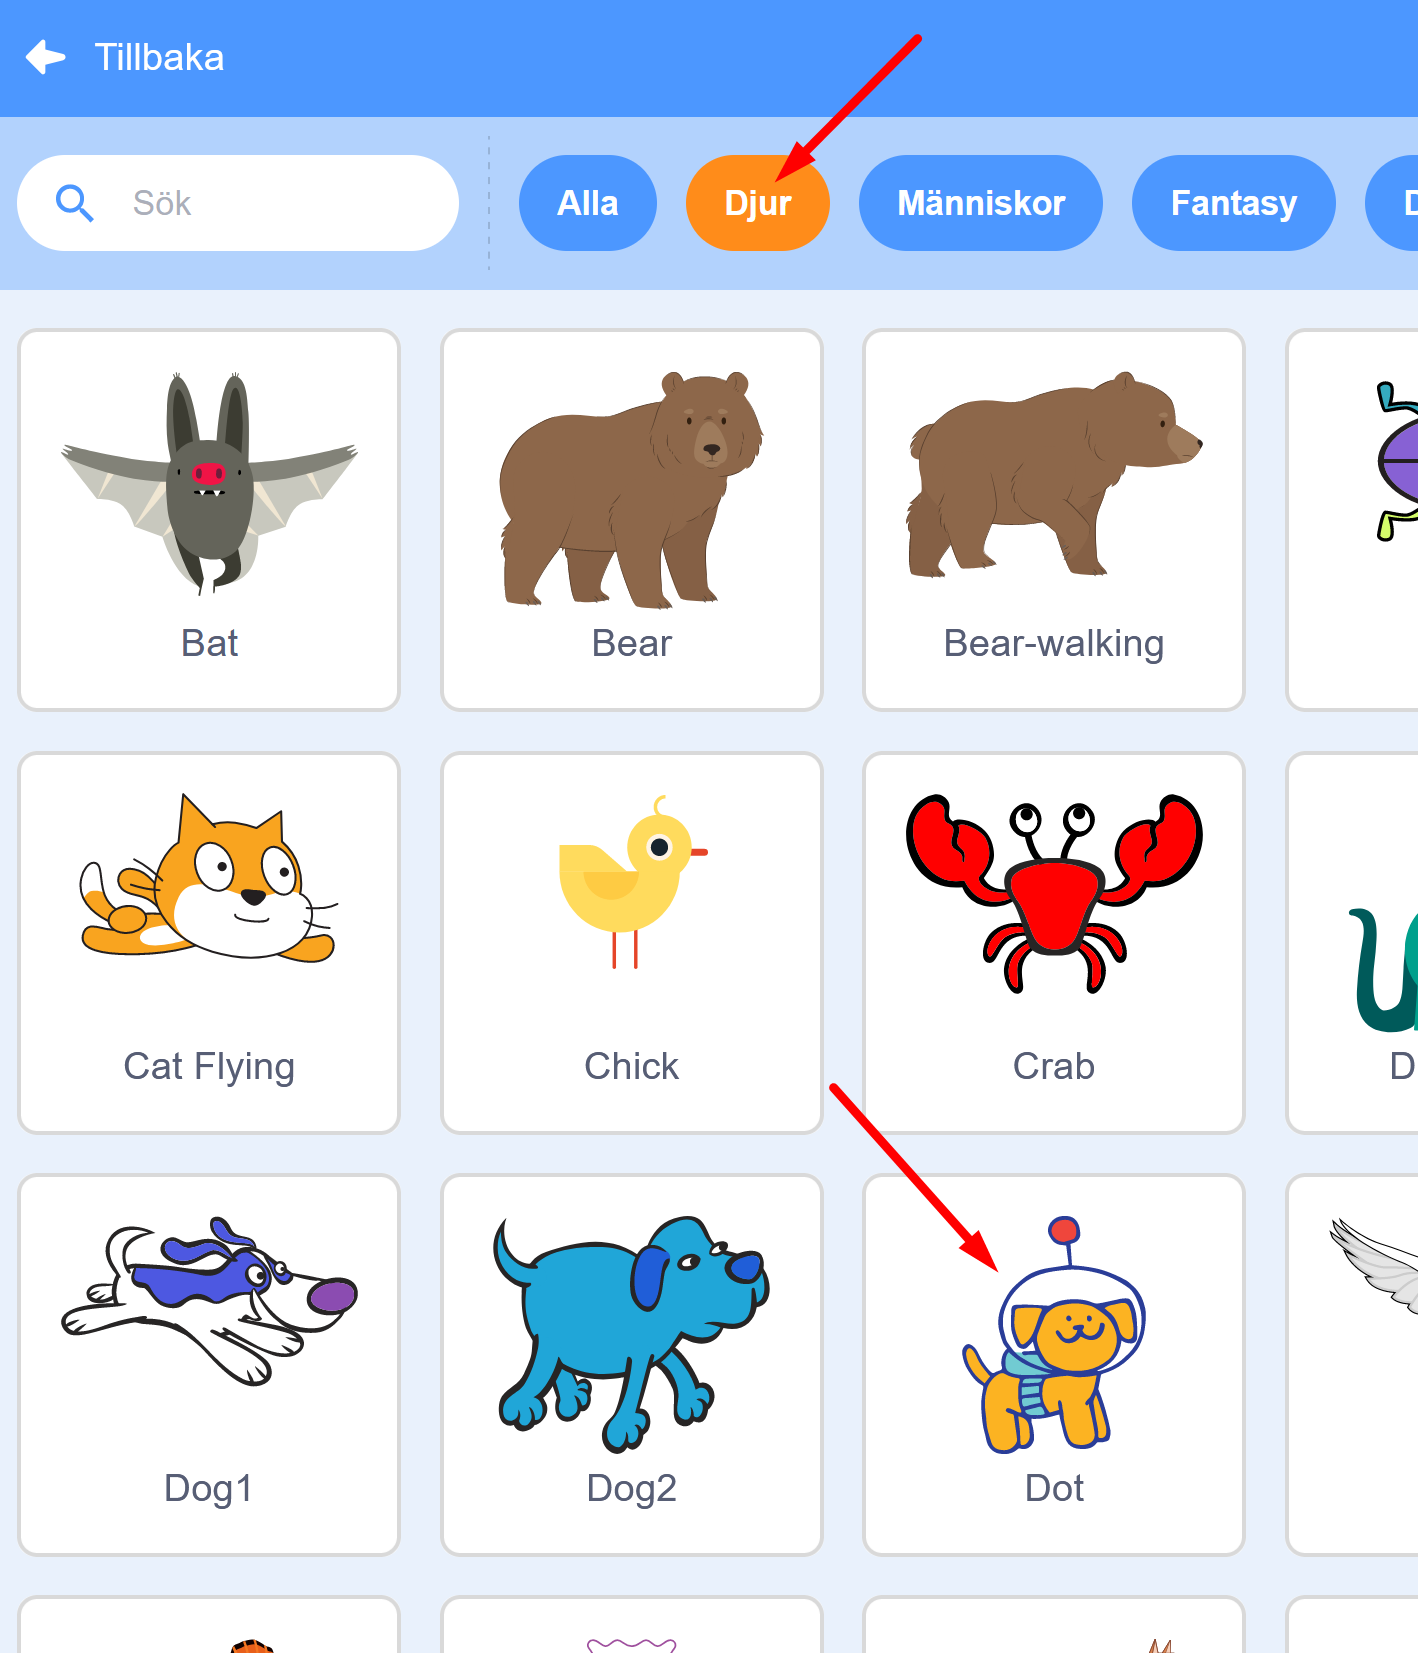 Tillbaka
Sök
Alla
Djur
Människor
Fantasy
D
Bat
Bear
Bear-walking
Cat Flying
Chick
Crab
D
Dog1
Dog2
Dot